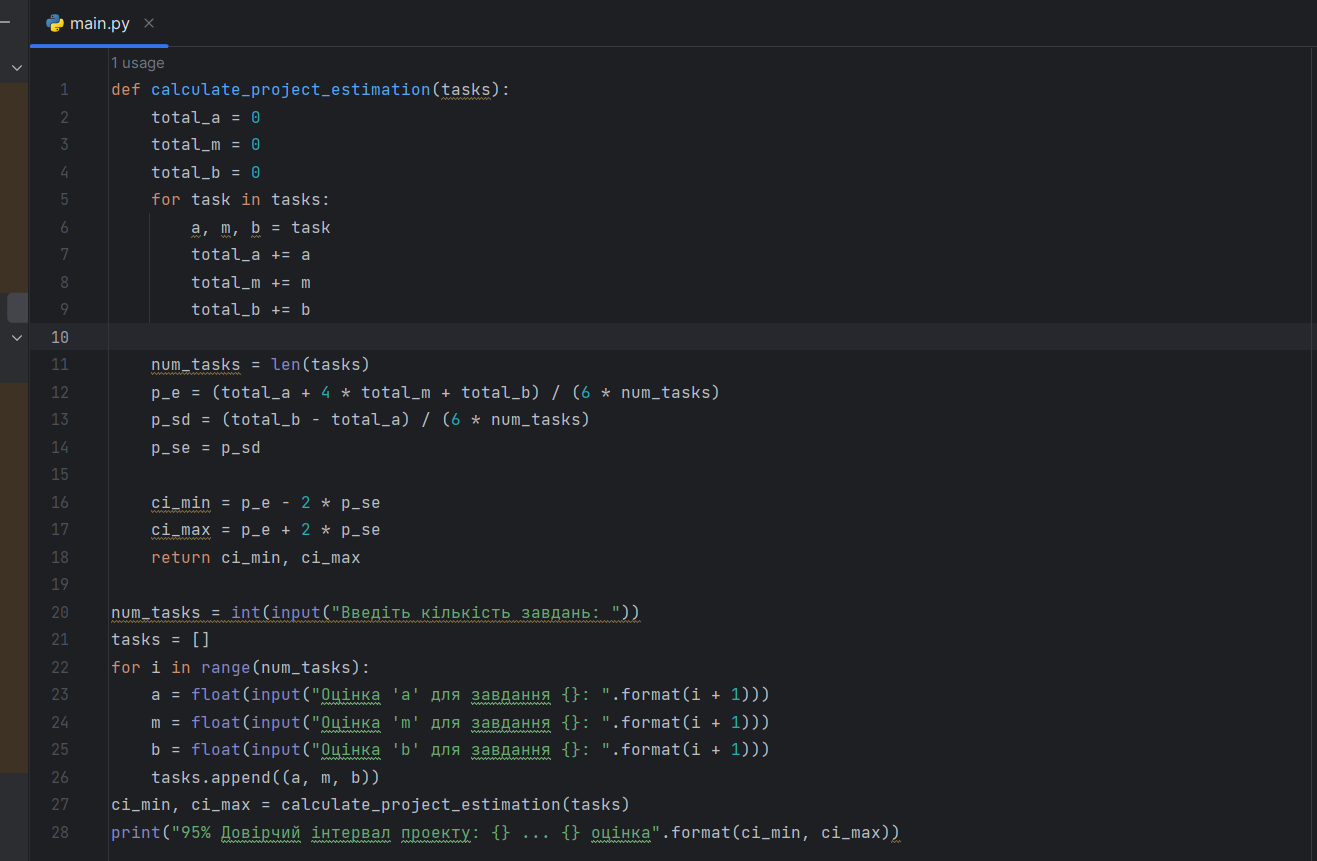 main.py
1 usage
1 def calculate_project_estimation(tasks):
2     total_a = 0
3     total_m = 0
4     total_b = 0
5     for task in tasks:
6         a, m, b = task
7         total_a += a
8         total_m += m
9         total_b += b
10
11     num_tasks = len(tasks)
12     p_e = (total_a + 4 * total_m + total_b) / (6 * num_tasks)
13     p_sd = (total_b - total_a) / (6 * num_tasks)
14     p_se = p_sd
15
16     ci_min = p_e - 2 * p_se
17     ci_max = p_e + 2 * p_se
18     return ci_min, ci_max
19
20 num_tasks = int(input("Введіть кількість завдань: "))
21 tasks = []
22 for i in range(num_tasks):
23     a = float(input("Оцінка 'a' для завдання {}: ".format(i + 1)))
24     m = float(input("Оцінка 'm' для завдання {}: ".format(i + 1)))
25     b = float(input("Оцінка 'b' для завдання {}: ".format(i + 1)))
26     tasks.append((a, m, b))
27 ci_min, ci_max = calculate_project_estimation(tasks)
28 print("95% Довірчий інтервал проекту: {} ... {} оцінка".format(ci_min, ci_max))